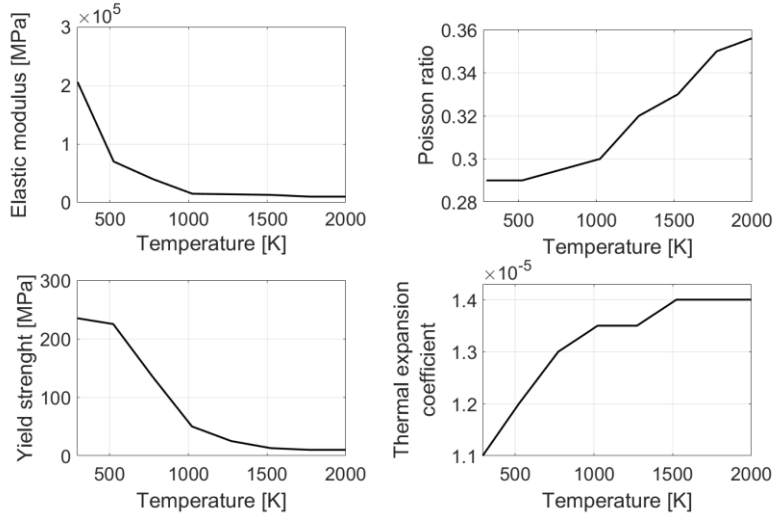 ×10⁵
Elastic modulus [MPa]
3
2
1
0
500 1000 1500 2000
Temperature [K]
Poisson ratio
0.36
0.34
0.32
0.3
0.28
500 1000 1500 2000
Temperature [K]
Yield strenght [MPa]
300
200
100
0
500 1000 1500 2000
Temperature [K]
×10⁻⁵
Thermal expansion
coefficient
1.4
1.3
1.2
1.1
500 1000 1500 2000
Temperature [K]